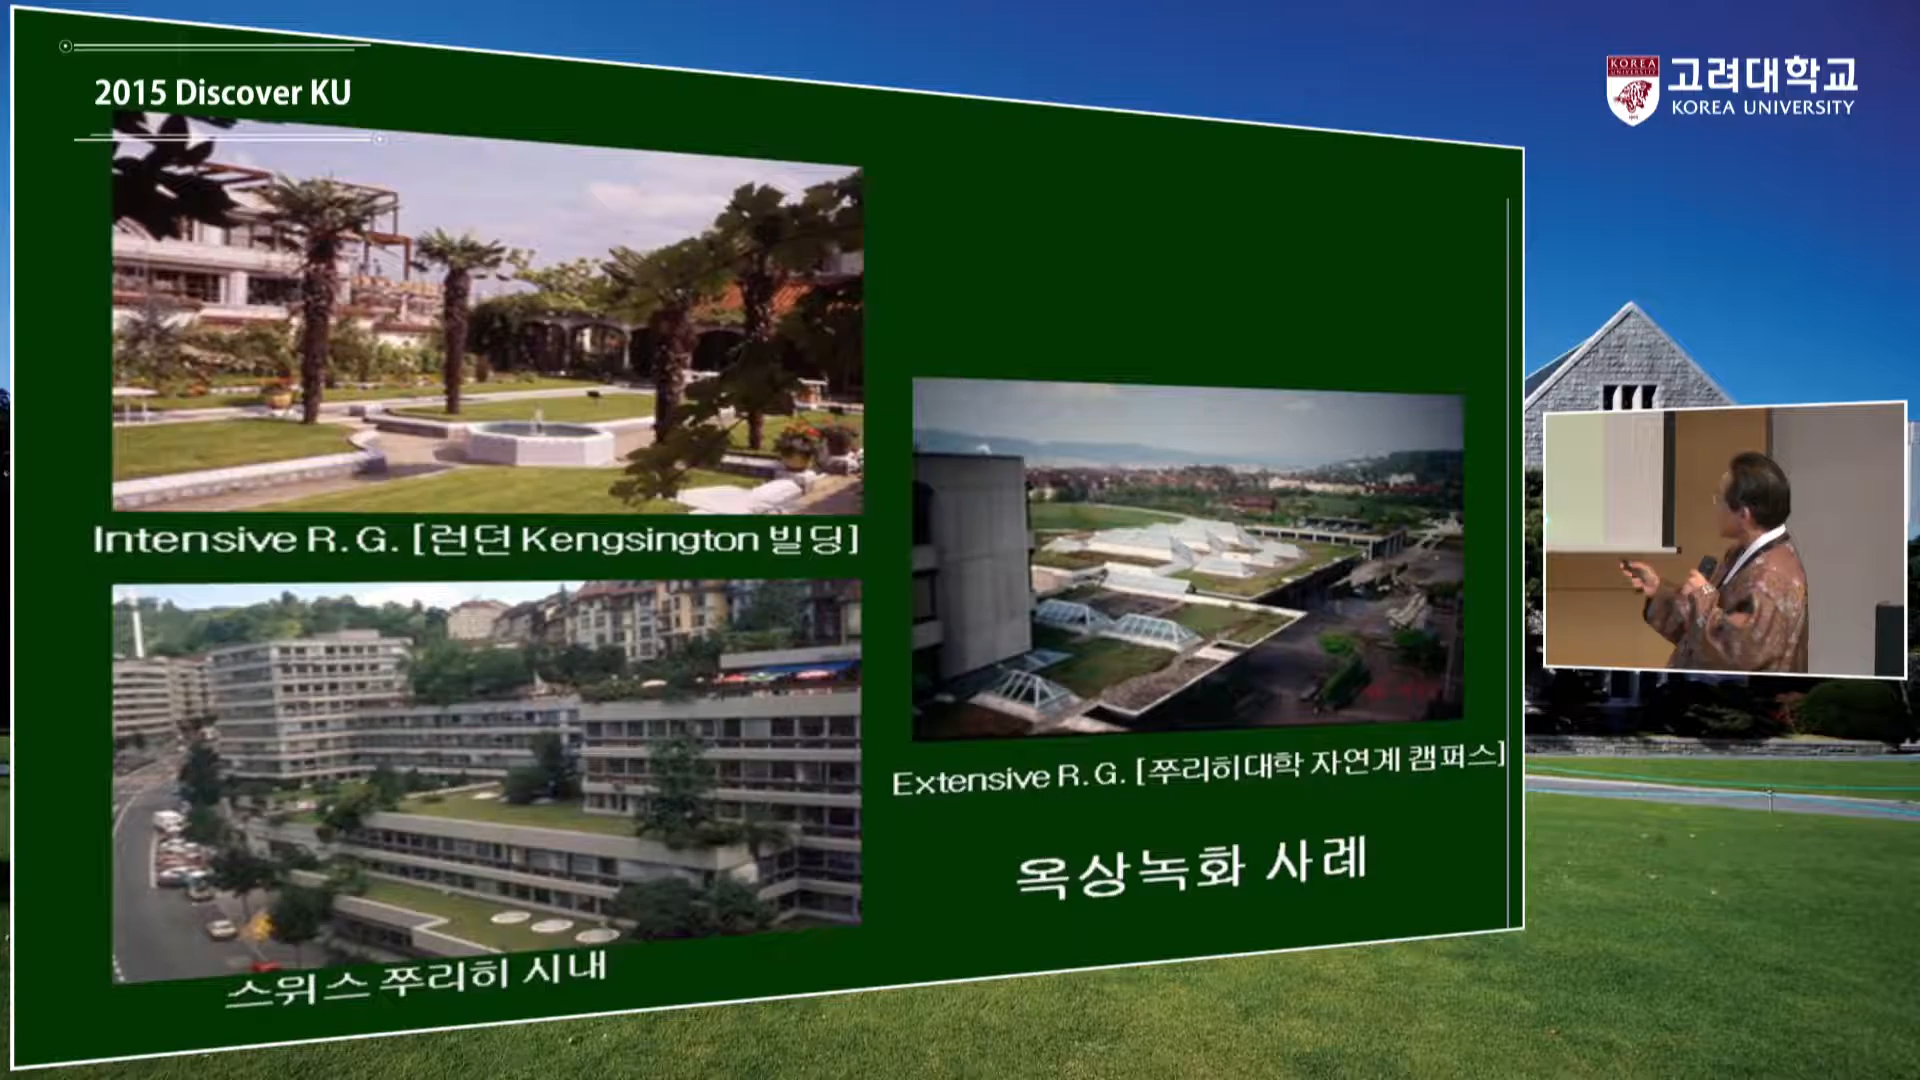 2015 Discover KU
KOREA
UNIVERSITY
고려대학교
KOREA UNIVERSITY
Intensive R. G. [런던 Kengsington 빌딩]
Extensive R. G. [쭈리히대학 자연계 캠퍼스]
옥상녹화 사례
스위스 쭈리히 시내